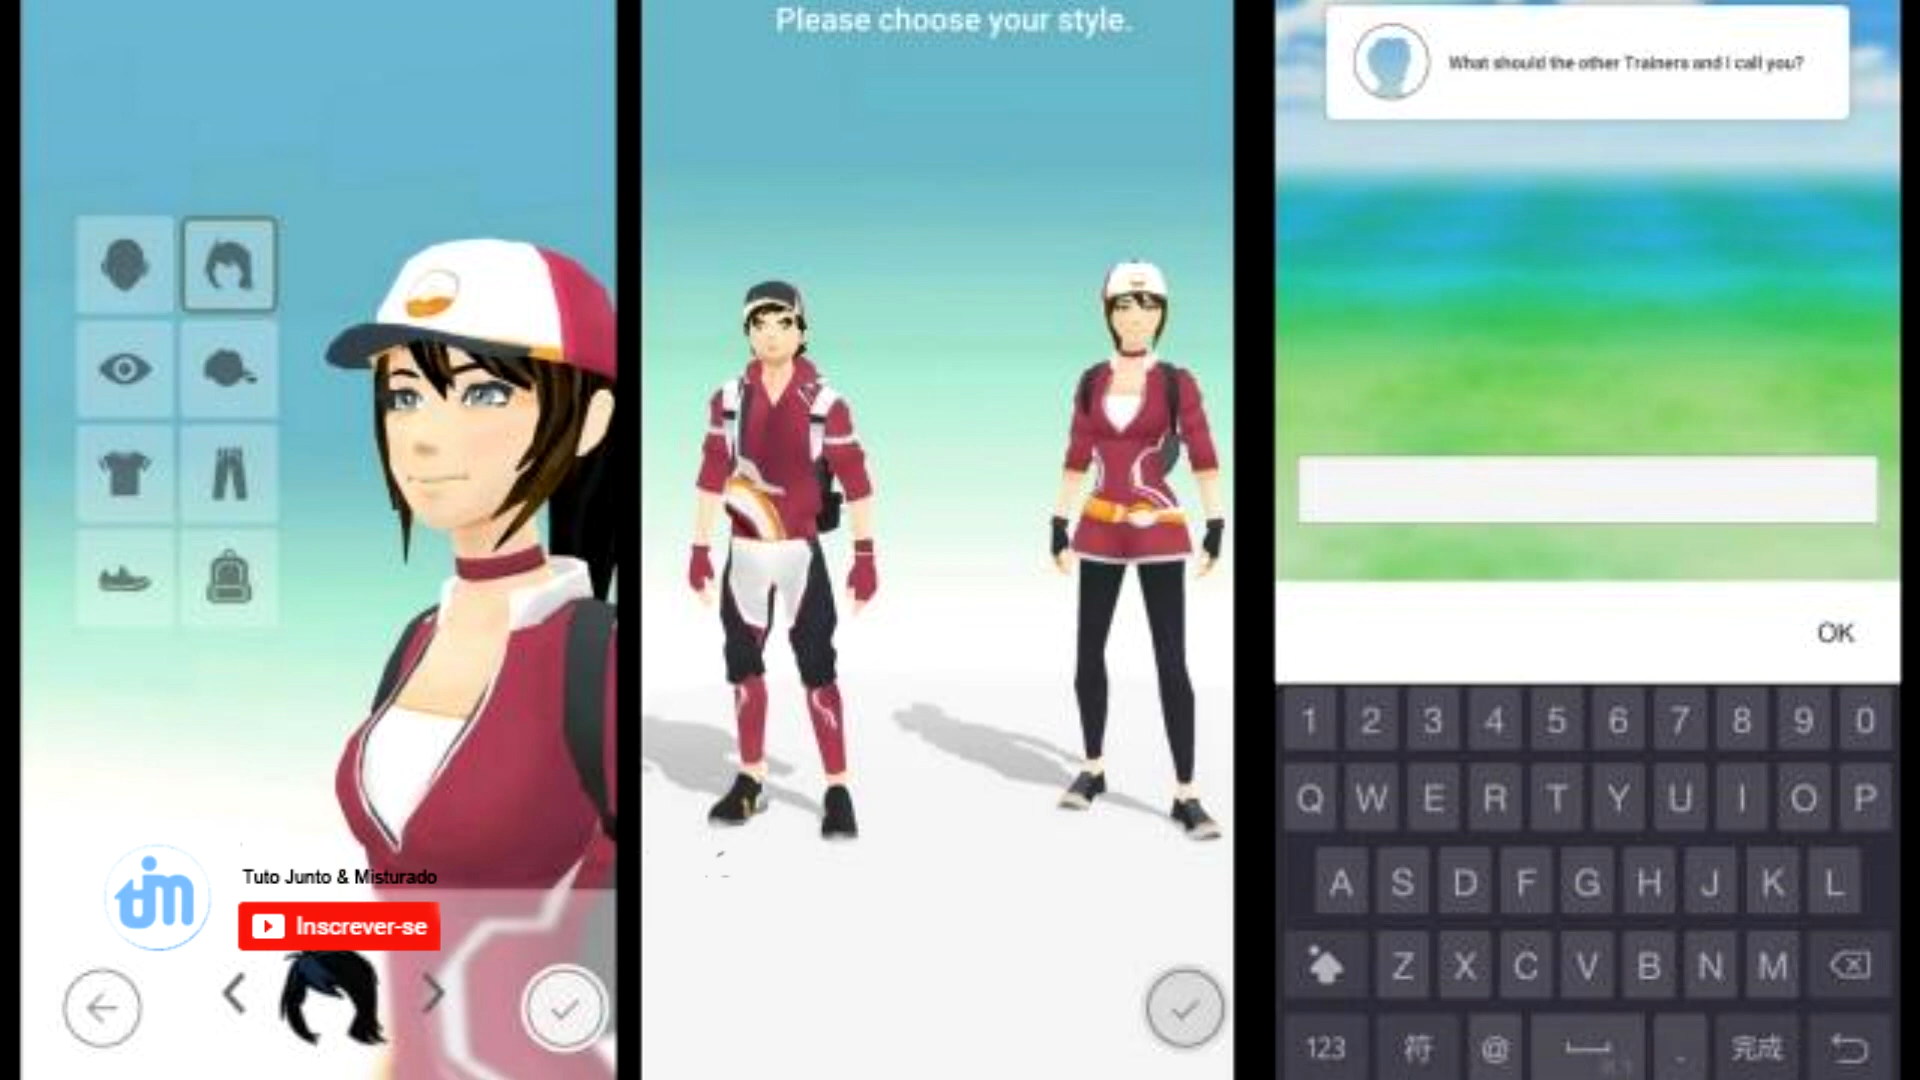 Please choose your style.
What should the other Trainers and I call you?
OK
1 2 3 4 5 6 7 8 9 0
Q W E R T Y U I O P
A S D F G H J K L
Z X C V B N M
123 符 @ . 完成
tjm
Tuto Junto & Misturado
Inscrever-se